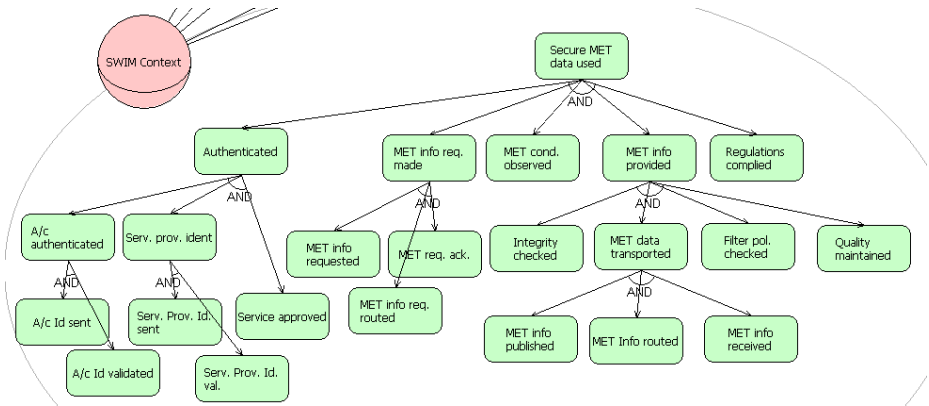 SWIM Context
Secure MET
data used
AND
Authenticated
MET info req.
made
MET cond.
observed
MET info
provided
Regulations
complied
AND
AND
AND
A/c
authenticated
Serv. prov. ident
MET info
requested
MET req. ack.
Integrity
checked
MET data
transported
Filter pol.
checked
Quality
maintained
AND
AND
AND
A/c Id sent
Serv. Prov. Id.
sent
Service approved
MET info req.
routed
MET info
published
MET Info routed
MET info
received
A/c Id validated
Serv. Prov. Id.
val.